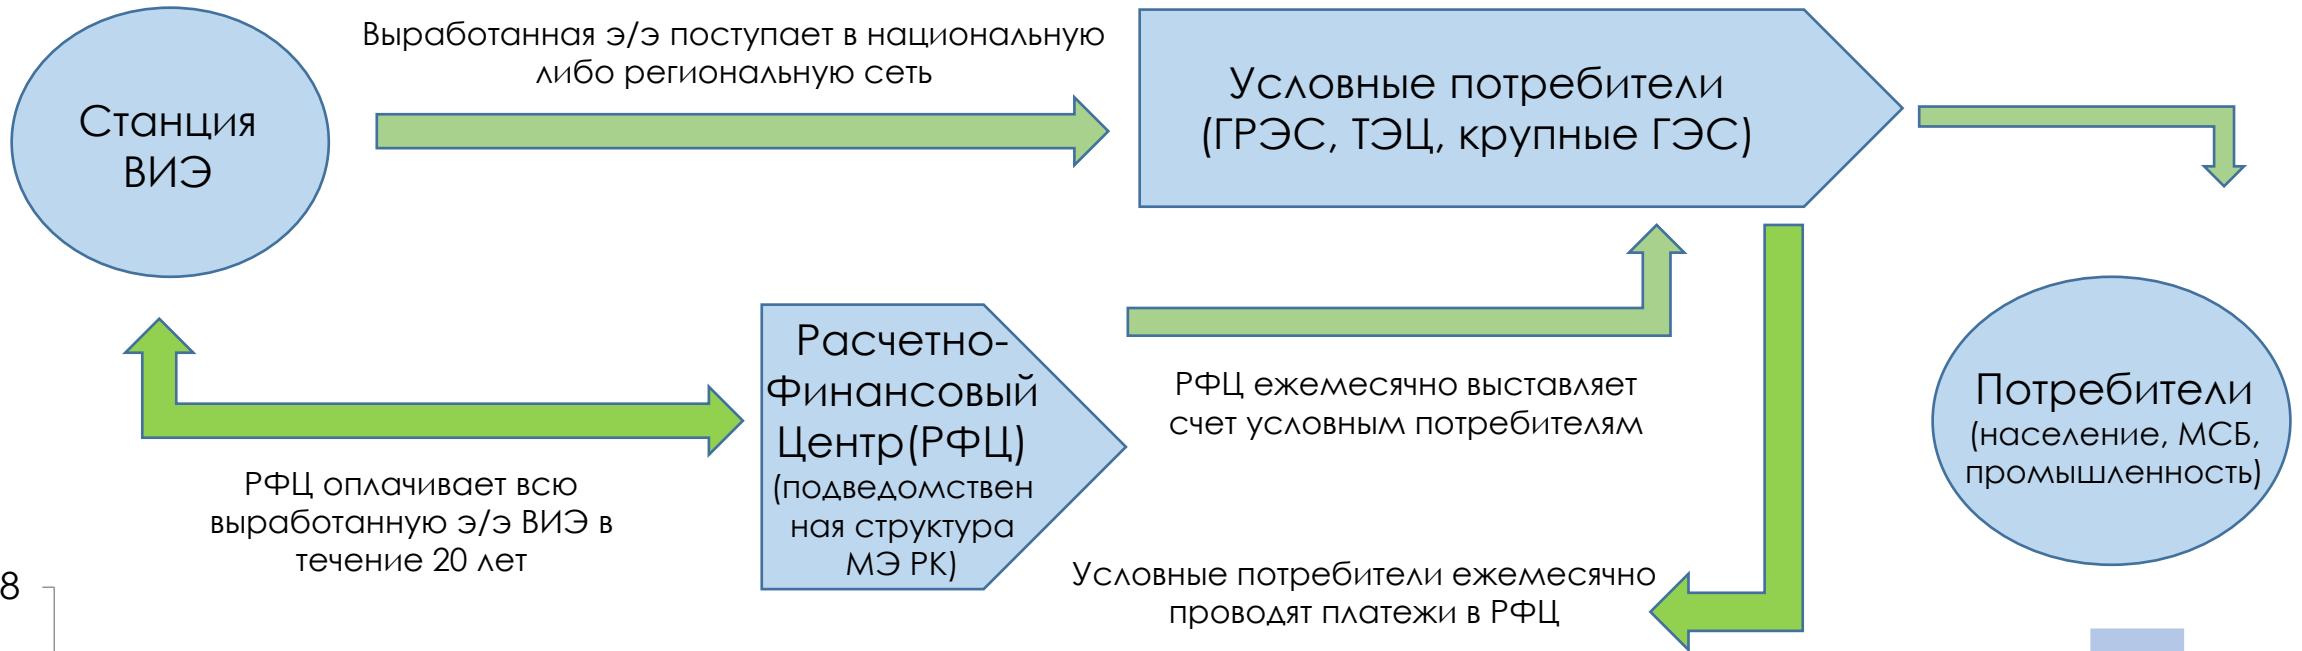 Выработанная э/э поступает в национальную
либо региональную сеть
Станция
ВИЭ
Условные потребители
(ГРЭС, ТЭЦ, крупные ГЭС)
Расчетно-
Финансовый
Центр(РФЦ)
(подведомствен
ная структура
МЭ РК)
РФЦ ежемесячно выставляет
счет условным потребителям
Потребители
(население, МСБ,
промышленность)
РФЦ оплачивает всю
выработанную э/э ВИЭ в
течение 20 лет
Условные потребители ежемесячно
проводят платежи в РФЦ
8